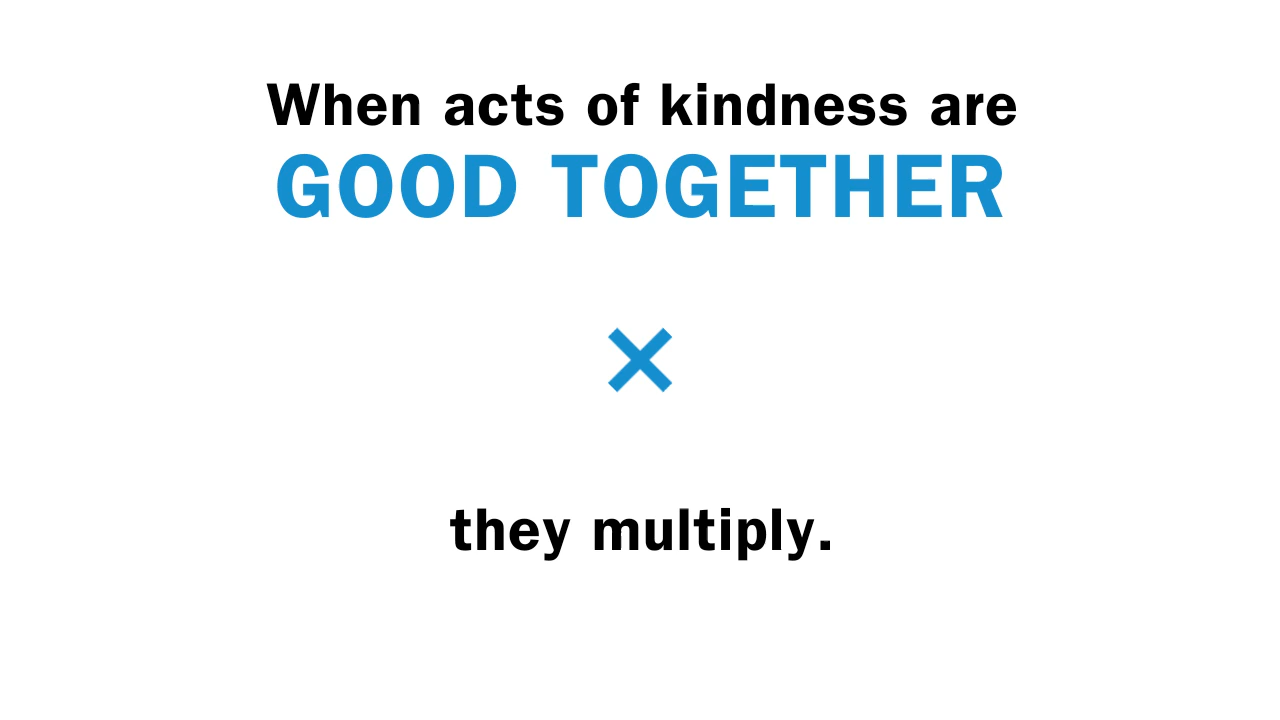 When acts of kindness are
GOOD TOGETHER
×
they multiply.